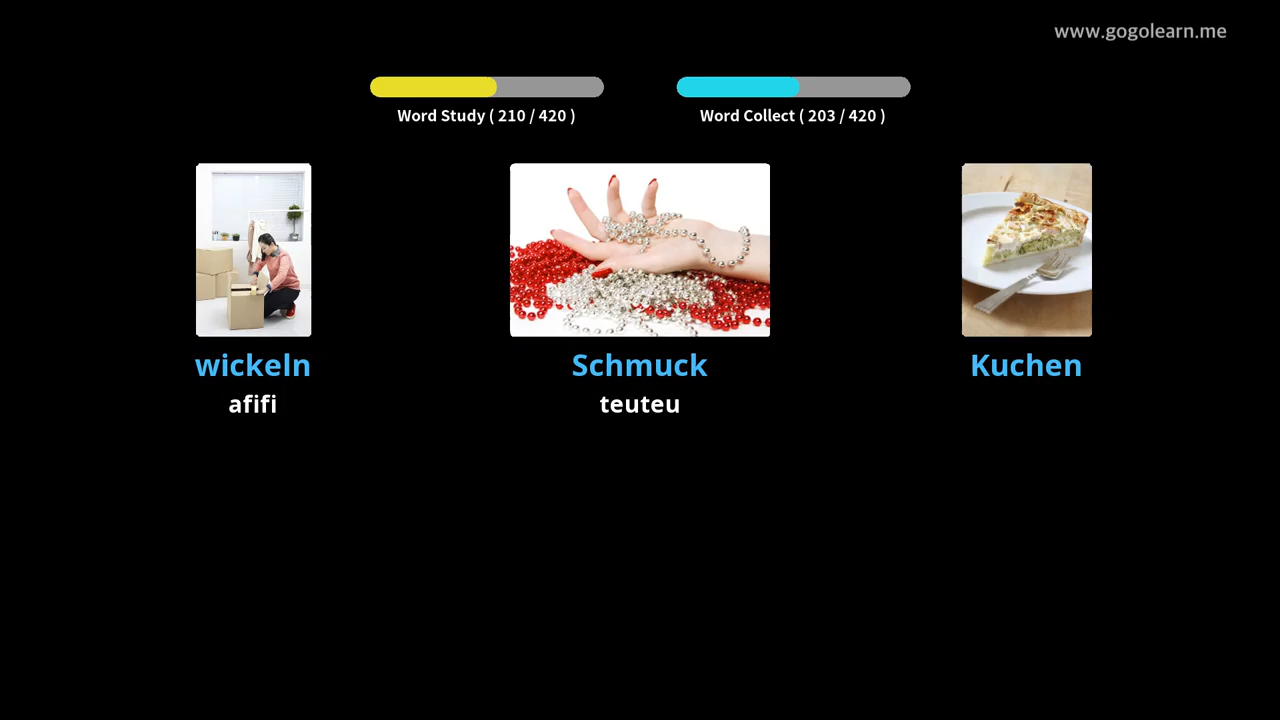 www.gogolearn.me
Word Study ( 210 / 420 )
Word Collect ( 203 / 420 )
wickeln
afifi
Schmuck
teuteu
Kuchen